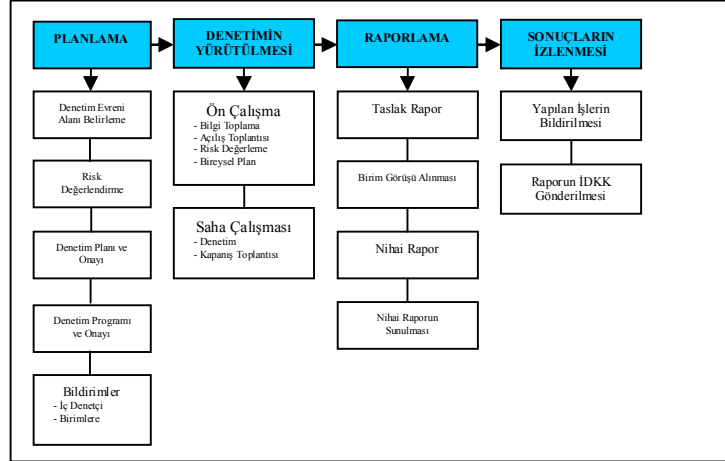 PLANLAMA
Denetim Evreni
Alanı Belirleme
Risk
Değerlendirme
Denetim Planı ve
Onayı
Denetim Programı
ve Onayı
Bildirimler
- İç Denetçi
- Birimlere
DENETİMİN
YÜRÜTÜLMESİ
Ön Çalışma
- Bilgi Toplama
- Açılış Toplantısı
- Risk Değerleme
- Bireysel Plan
Saha Çalışması
- Denetim
- Kapanış Toplantısı
RAPORLAMA
Taslak Rapor
Birim Görüşü Alınması
Nihai Rapor
Nihai Raporun
Sunulması
SONUÇLARIN
İZLENMESİ
Yapılan İşlerin
Bildirilmesi
Raporun İDKK
Gönderilmesi